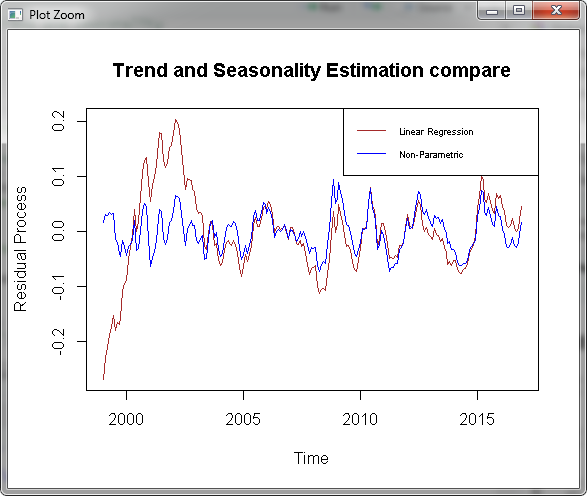 Plot Zoom
Trend and Seasonality Estimation compare
Linear Regression
Non-Parametric
Residual Process
0.2
0.1
0.0
-0.1
-0.2
2000
2005
2010
2015
Time